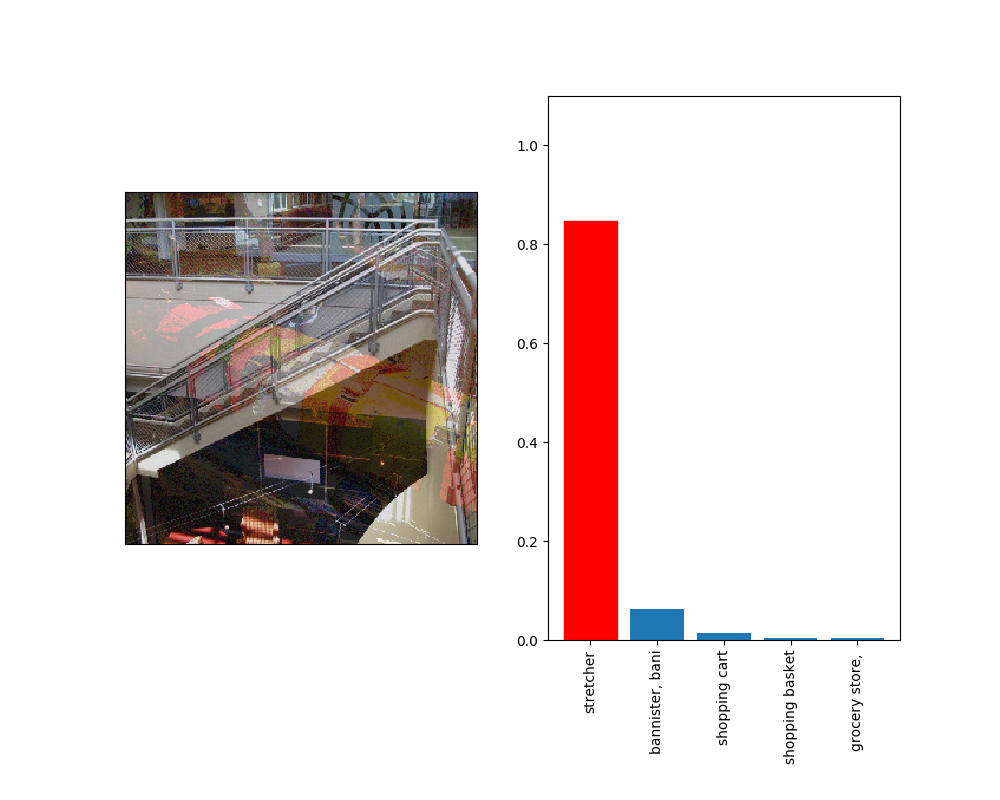 1.0
0.8
0.6
0.4
0.2
0.0
stretcher
bannister, bani
shopping cart
shopping basket
grocery store,